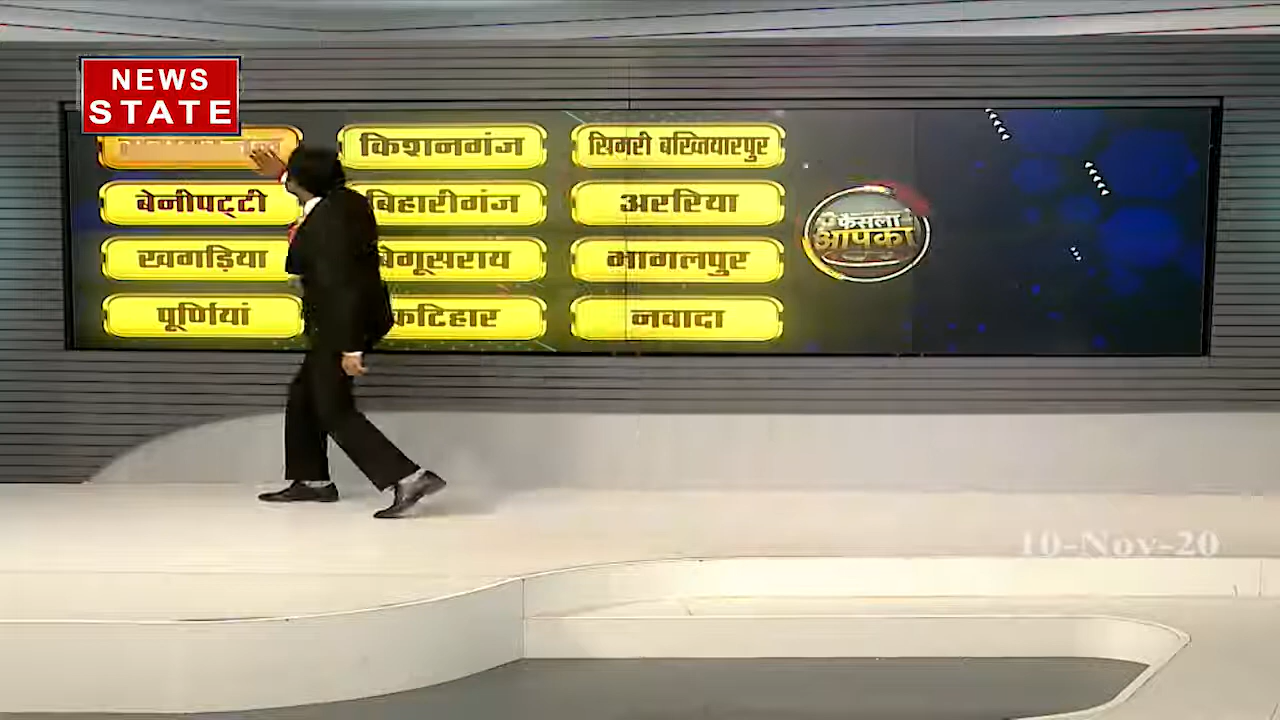 NEWS
STATE
किशनगंज
सिमरी बख्तियारपुर
बेनीपट्टी
बिहारीगंज
अररिया
खगड़िया
बेगूसराय
भागलपुर
फैसला
आपका
पूर्णियां
कटिहार
नवादा
10-Nov-20